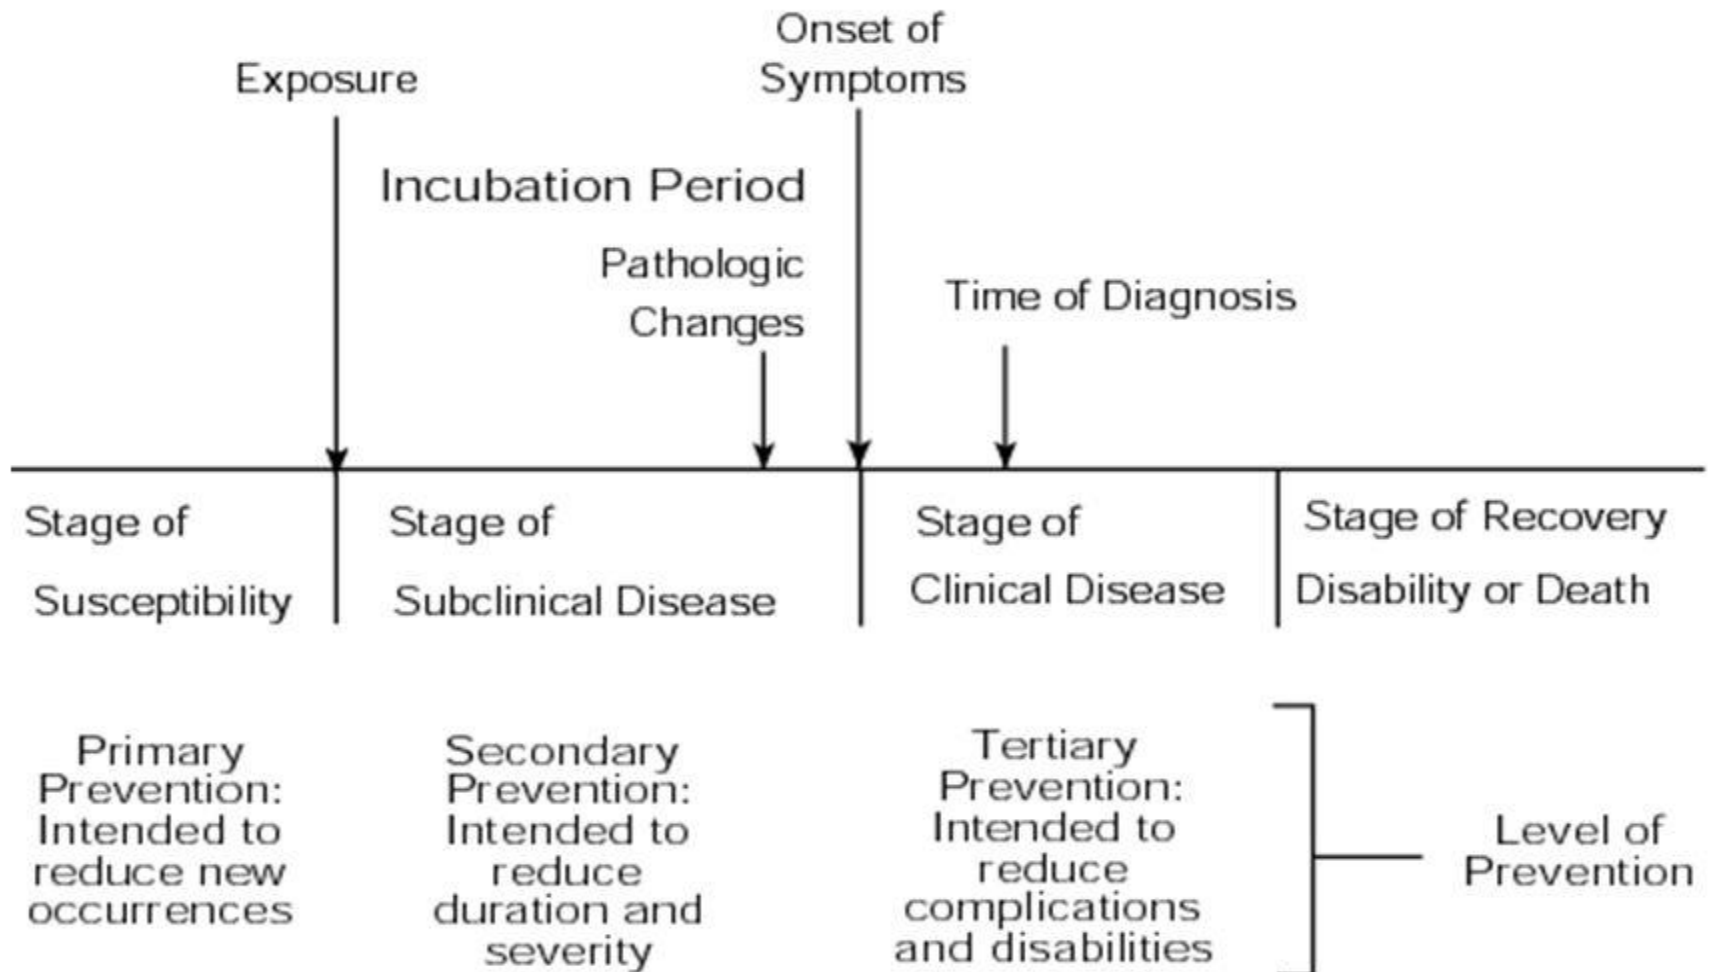 Onset of
Symptoms
Exposure
Incubation Period
Pathologic
Changes
Time of Diagnosis
Stage of
Susceptibility
Stage of
Subclinical Disease
Stage of
Clinical Disease
Stage of Recovery
Disability or Death
Primary
Prevention:
Intended to
reduce new
occurrences
Secondary
Prevention:
Intended to
reduce
duration and
severity
Tertiary
Prevention:
Intended to
reduce
complications
and disabilities
Level of
Prevention